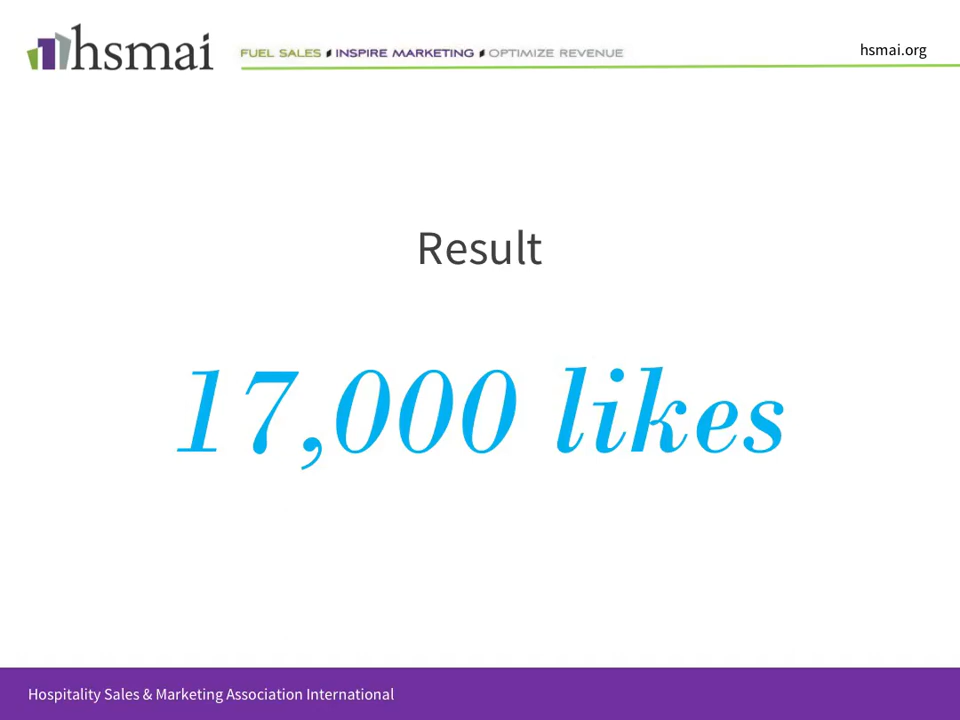 hsmai
FUEL SALES INSPIRE MARKETING OPTIMIZE REVENUE
hsmai.org
Result
17,000 likes
Hospitality Sales & Marketing Association International